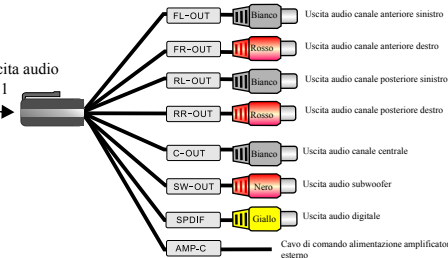 FL-OUT Bianco Uscita audio canale anteriore sinistro
FR-OUT Rosso Uscita audio canale anteriore destro
cita audio
1
RL-OUT Bianco Uscita audio canale posteriore sinistro
RR-OUT Rosso Uscita audio canale posteriore destro
C-OUT Bianco Uscita audio canale centrale
SW-OUT Nero Uscita audio subwoofer
SPDIF Giallo Uscita audio digitale
AMP-C Cavo di comando alimentazione amplificator
esterno